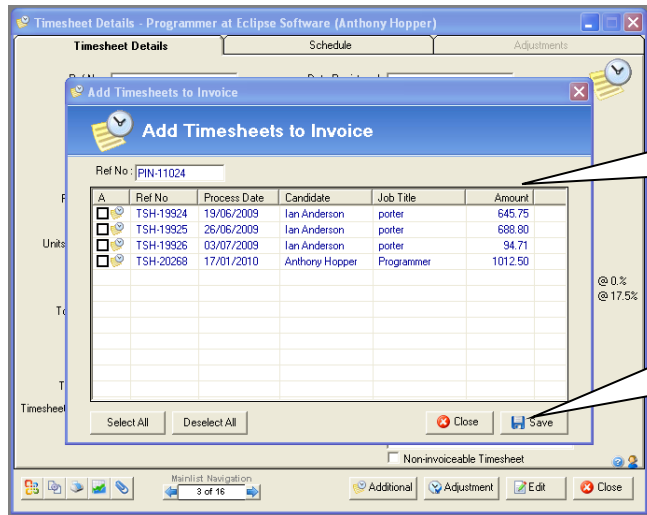 Timesheet Details - Programmer at Eclipse Software (Anthony Hopper)
Timesheet Details Schedule Adjustments
Add Timesheets to Invoice
Add Timesheets to Invoice
Ref No : PIN-11024
A Ref No Process Date Candidate Job Title Amount
TSH-19924 19/06/2009 Ian Anderson porter 645.75
TSH-19925 26/06/2009 Ian Anderson porter 688.80
Units
TSH-19926 03/07/2009 Ian Anderson porter 94.71
TSH-20268 17/01/2010 Anthony Hopper Programmer 1012.50
@ 0.%
@ 17.5%
Select All Deselect All Close Save
Non-invoiceable Timesheet
Mainlist Navigation
3 of 16
Additional Adjustment Edit Close